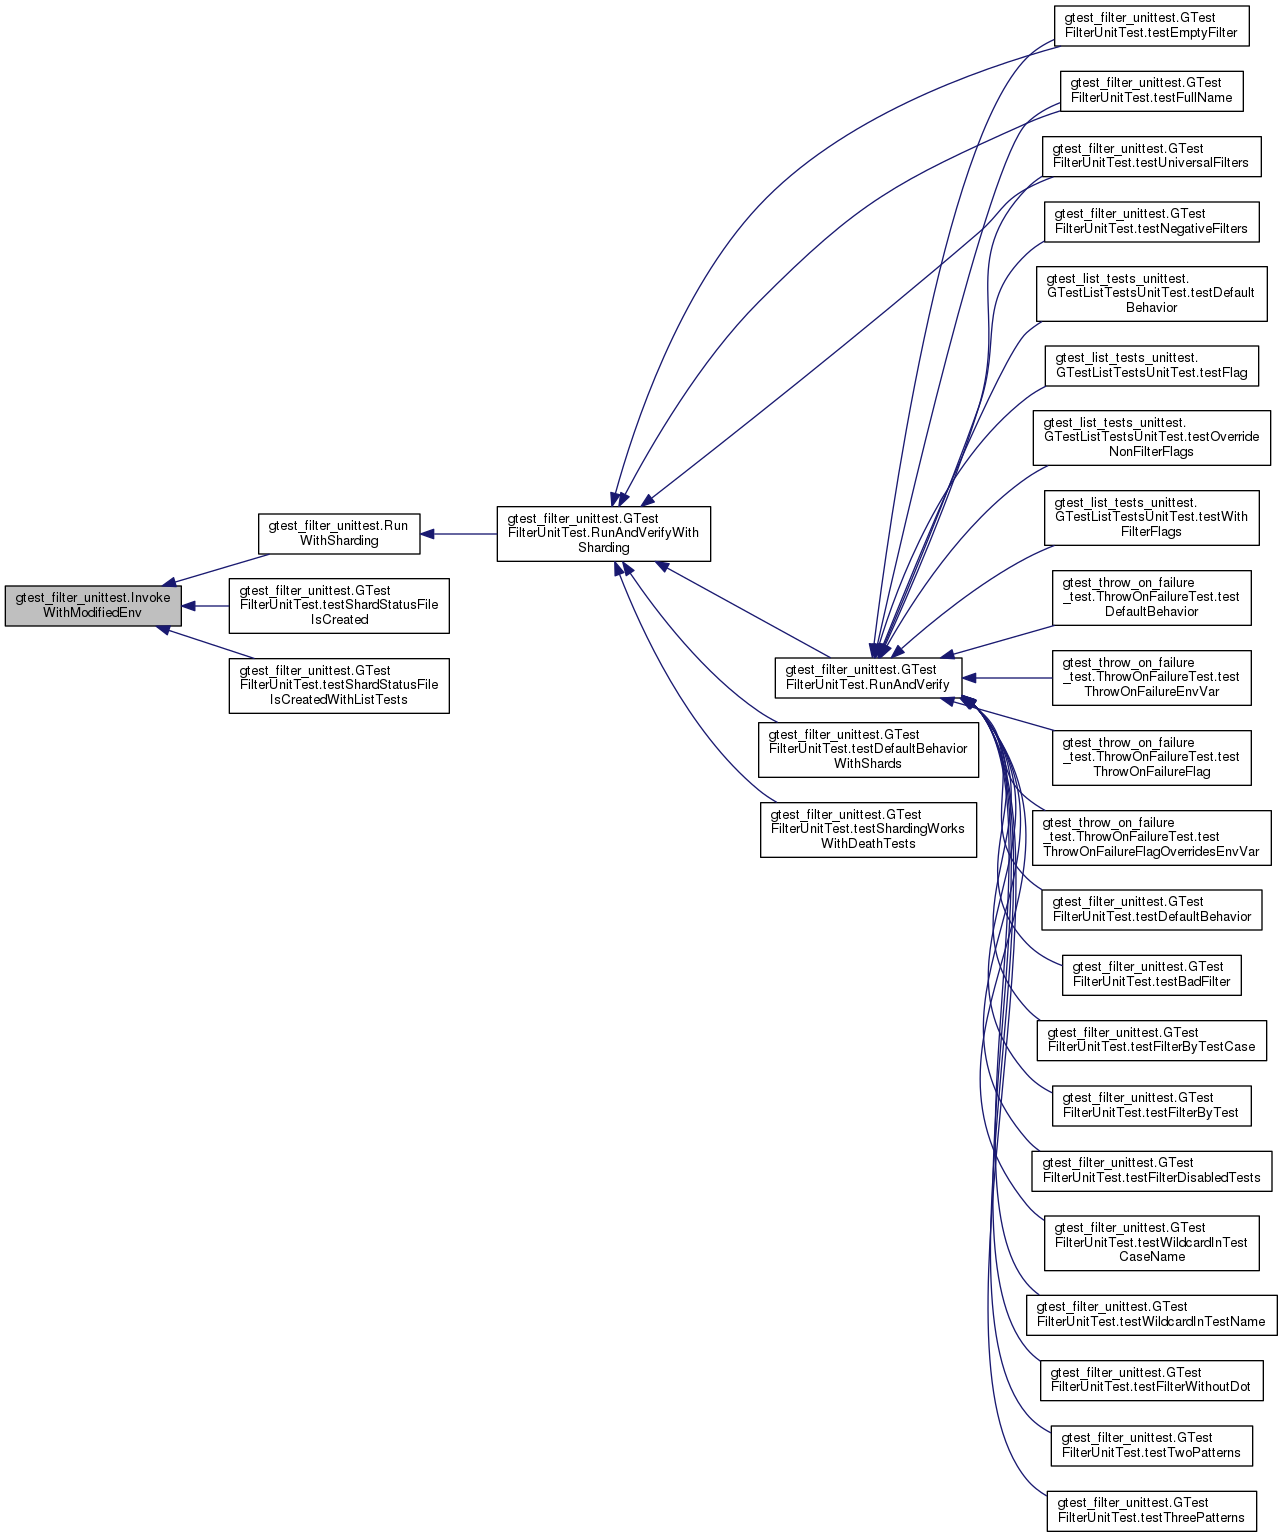 gtest_filter_unittest.Invoke
WithModifiedEnv
gtest_filter_unittest.Run
WithSharding
gtest_filter_unittest.GTest
FilterUnitTest.testShardStatusFile
IsCreated
gtest_filter_unittest.GTest
FilterUnitTest.testShardStatusFile
IsCreatedWithListTests
gtest_filter_unittest.GTest
FilterUnitTest.RunAndVerifyWith
Sharding
gtest_filter_unittest.GTest
FilterUnitTest.RunAndVerify
gtest_filter_unittest.GTest
FilterUnitTest.testDefaultBehavior
WithShards
gtest_filter_unittest.GTest
FilterUnitTest.testShardingWorks
WithDeathTests
gtest_filter_unittest.GTest
FilterUnitTest.testEmptyFilter
gtest_filter_unittest.GTest
FilterUnitTest.testFullName
gtest_filter_unittest.GTest
FilterUnitTest.testUniversalFilters
gtest_filter_unittest.GTest
FilterUnitTest.testNegativeFilters
gtest_list_tests_unittest.
GTestListTestsUnitTest.testDefault
Behavior
gtest_list_tests_unittest.
GTestListTestsUnitTest.testFlag
gtest_list_tests_unittest.
GTestListTestsUnitTest.testOverride
NonFilterFlags
gtest_list_tests_unittest.
GTestListTestsUnitTest.testWith
FilterFlags
gtest_throw_on_failure
_test.ThrowOnFailureTest.test
DefaultBehavior
gtest_throw_on_failure
_test.ThrowOnFailureTest.test
ThrowOnFailureEnvVar
gtest_throw_on_failure
_test.ThrowOnFailureTest.test
ThrowOnFailureFlag
gtest_throw_on_failure
_test.ThrowOnFailureTest.test
ThrowOnFailureFlagOverridesEnvVar
gtest_filter_unittest.GTest
FilterUnitTest.testDefaultBehavior
gtest_filter_unittest.GTest
FilterUnitTest.testBadFilter
gtest_filter_unittest.GTest
FilterUnitTest.testFilterByTestCase
gtest_filter_unittest.GTest
FilterUnitTest.testFilterByTest
gtest_filter_unittest.GTest
FilterUnitTest.testFilterDisabledTests
gtest_filter_unittest.GTest
FilterUnitTest.testWildcardInTest
CaseName
gtest_filter_unittest.GTest
FilterUnitTest.testWildcardInTestName
gtest_filter_unittest.GTest
FilterUnitTest.testFilterWithoutDot
gtest_filter_unittest.GTest
FilterUnitTest.testTwoPatterns
gtest_filter_unittest.GTest
FilterUnitTest.testThreePatterns